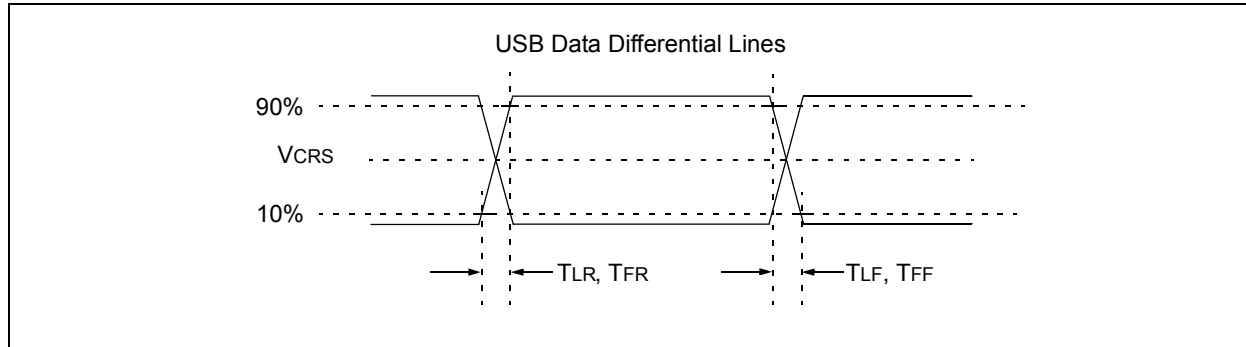 USB Data Differential Lines
90%
VCRS
10%
TLR, TFR
TLF, TFF